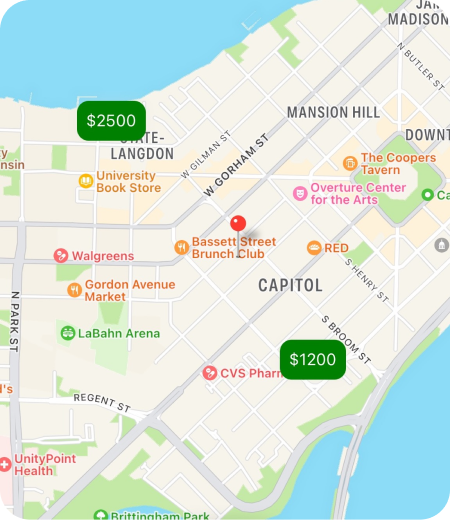 JA
MADISON
N BUTLER ST
$2500
MANSION HILL
STATE-
LANGDON
W GILMAN ST
W GORHAM ST
DOWNT
The Coopers
Tavern
University
Book Store
Overture Center
for the Arts
Ca
Bassett Street
Brunch Club
RED
Walgreens
S HENRY ST
Gordon Avenue
Market
CAPITOL
N PARK ST
LaBahn Arena
S BROOM ST
$1200
CVS Pharm
REGENT ST
UnityPoint
Health
Brittingham Park